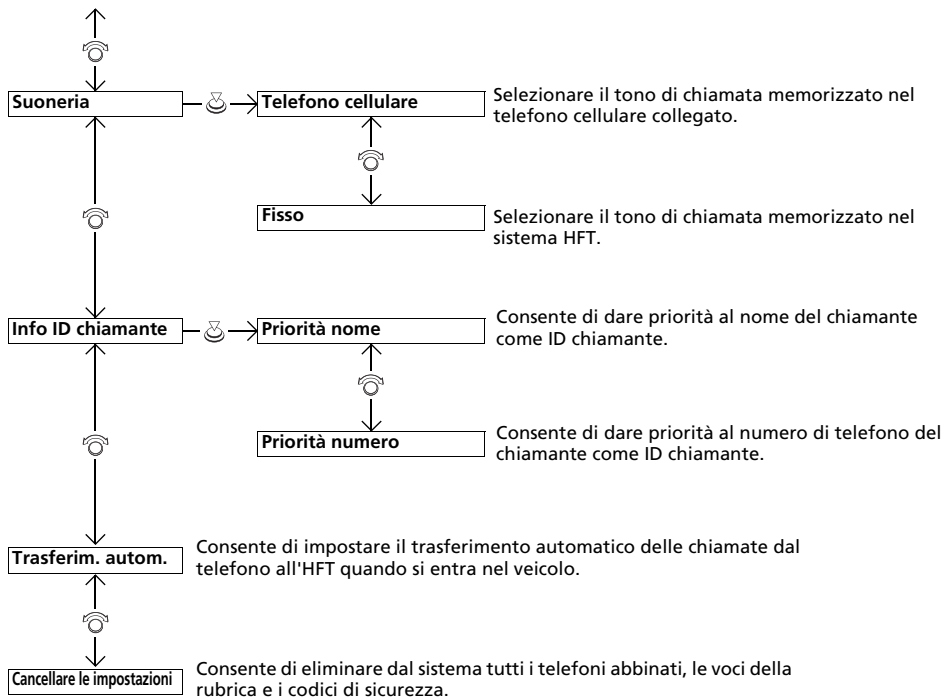 Suoneria
Telefono cellulare
Selezionare il tono di chiamata memorizzato nel
telefono cellulare collegato.
Fisso
Selezionare il tono di chiamata memorizzato nel
sistema HFT.
Info ID chiamante
Priorità nome
Consente di dare priorità al nome del chiamante
come ID chiamante.
Priorità numero
Consente di dare priorità al numero di telefono del
chiamante come ID chiamante.
Trasferim. autom.
Consente di impostare il trasferimento automatico delle chiamate dal
telefono all'HFT quando si entra nel veicolo.
Cancellare le impostazioni
Consente di eliminare dal sistema tutti i telefoni abbinati, le voci della
rubrica e i codici di sicurezza.